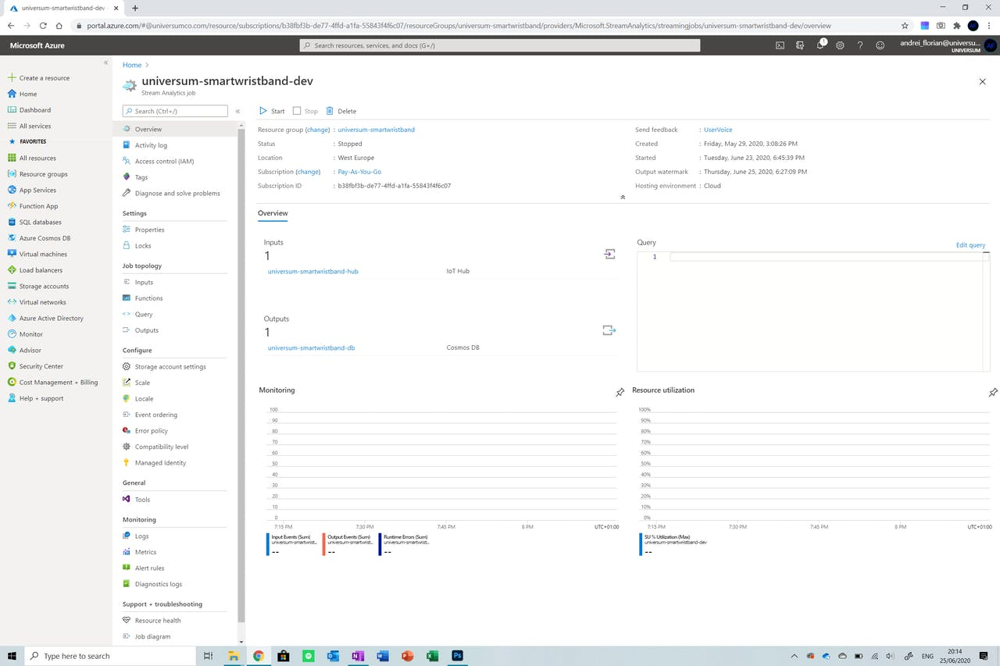 universum-smartwristband-dev -
portal.azure.com/#@universumco.com/resource/subscriptions/b38fbf3b-de77-4ffd-a1fa-55843f4f6c07/resourceGroups/universum-smartwristband/providers/Microsoft.StreamAnalytics/streamingjobs/universum-smartwristband-dev/overview
Microsoft Azure
Search resources, services, and docs (G+/)
1
andrei_florian@universu...
UNIVERSUM
AF
Create a resource
Home
Dashboard
All services
FAVORITES
All resources
Resource groups
App Services
Function App
SQL databases
Azure Cosmos DB
Virtual machines
Load balancers
Storage accounts
Virtual networks
Azure Active Directory
Monitor
Advisor
Security Center
Cost Management + Billing
Help + support
Home >
universum-smartwristband-dev
Stream Analytics job
Search (Ctrl+/)
Overview
Activity log
Access control (IAM)
Tags
Diagnose and solve problems
Settings
Properties
Locks
Job topology
Inputs
Functions
Query
Outputs
Configure
Storage account settings
Scale
Locale
Event ordering
Error policy
Compatibility level
Managed Identity
General
Tools
Monitoring
Logs
Metrics
Alert rules
Diagnostics logs
Support + troubleshooting
Resource health
Job diagram
Start Stop Delete
Resource group (change) : universum-smartwristband
Status : Stopped
Location : West Europe
Subscription (change) : Pay-As-You-Go
Subscription ID : b38fbf3b-de77-4ffd-a1fa-55843f4f6c07
Send feedback : UserVoice
Created : Friday, May 29, 2020, 3:08:26 PM
Started : Tuesday, June 23, 2020, 6:45:39 PM
Output watermark : Thursday, June 25, 2020, 6:27:09 PM
Hosting environment : Cloud
Overview
Inputs
1
universum-smartwristband-hub IoT Hub
Outputs
1
universum-smartwristband-db Cosmos DB
Query
Edit query
1
Monitoring
100
90
80
70
60
50
40
30
20
10
0
7:15 PM 7:30 PM 7:45 PM 8 PM UTC+01:00
Input Events (Sum) Output Events (Sum) Runtime Errors (Sum)
universum-smartwrist... universum-smartwrist... universum-smartwrist...
-- -- --
Resource utilization
100%
90%
80%
70%
60%
50%
40%
30%
20%
10%
0%
7:15 PM 7:30 PM 7:45 PM 8 PM UTC+01:00
SU % Utilization (Max)
universum-smartwristband-dev
--
Type here to search
ENG
20:14
25/06/2020